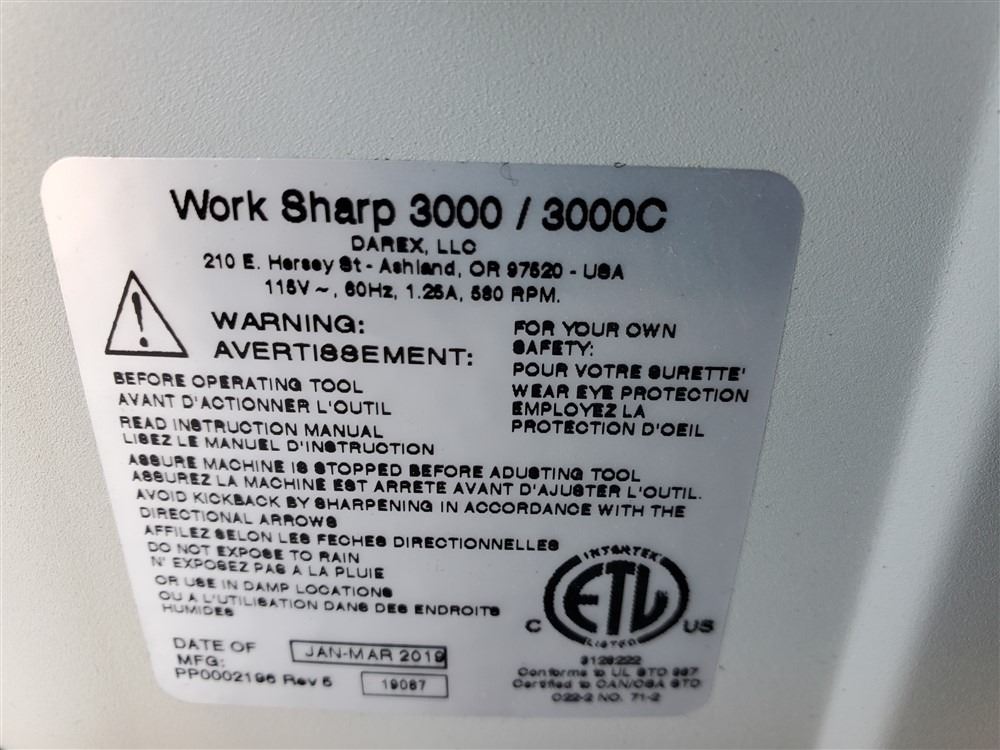 Work Sharp 3000 / 3000C
DAREX, LLC
210 E. Hersey St - Ashland, OR 97520 - USA
115V ~, 60Hz, 1.25A, 580 RPM.
WARNING:
AVERTISSEMENT:
FOR YOUR OWN
SAFETY:
POUR VOTRE SURETTE'
WEAR EYE PROTECTION
EMPLOYEZ LA
PROTECTION D'OEIL
BEFORE OPERATING TOOL
AVANT D'ACTIONNER L'OUTIL
READ INSTRUCTION MANUAL
LISEZ LE MANUEL D'INSTRUCTION
ASSURE MACHINE IS STOPPED BEFORE ADUSTING TOOL
ASSUREZ LA MACHINE EST ARRETE AVANT D'AJUSTER L'OUTIL.
AVOID KICKBACK BY SHARPENING IN ACCORDANCE WITH THE
DIRECTIONAL ARROWS
AFFILEZ SELON LES FECHES DIRECTIONNELLES
DO NOT EXPOSE TO RAIN
N' EXPOSEZ PAS A LA PLUIE
OR USE IN DAMP LOCATIONS
OU A L'UTILISATION DANS DES ENDROITS
HUMIDES
INTERTEK
ETL
C US
LISTED
3128222
Conforms to UL STD 987
Certified to CAN/CSA STD
C22-2 NO. 71-2
DATE OF
MFG:
JAN-MAR 2019
PP0002196 Rev 5
19087